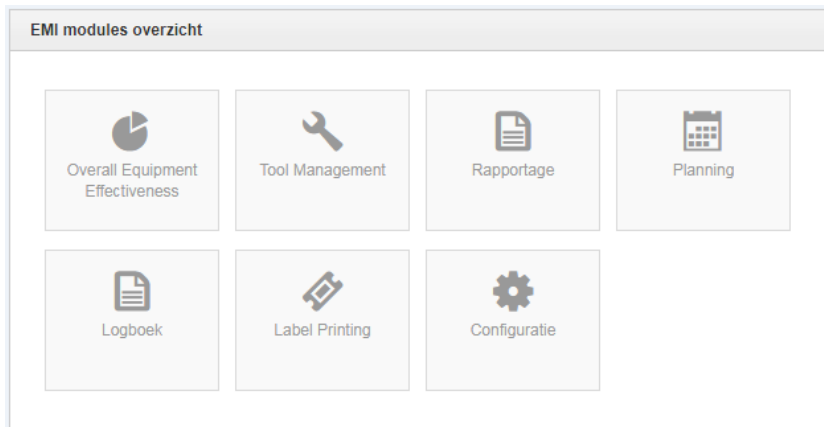 EMI modules overzicht
Overall Equipment
Effectiveness
Tool Management
Rapportage
Planning
Logboek
Label Printing
Configuratie